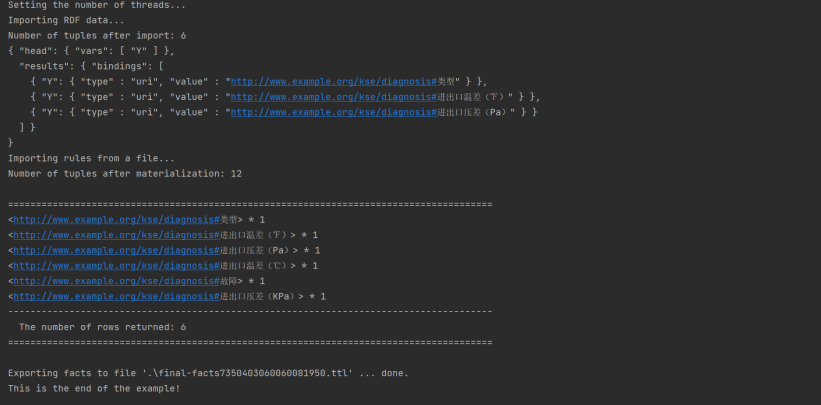 Setting the number of threads...
Importing RDF data...
Number of tuples after import: 6
{ "head": { "vars": [ "Y" ] },
  "results": { "bindings": [
    { "Y": { "type" : "uri", "value" : "http://www.example.org/kse/diagnosis#类型" } },
    { "Y": { "type" : "uri", "value" : "http://www.example.org/kse/diagnosis#进出口温差（℉）" } },
    { "Y": { "type" : "uri", "value" : "http://www.example.org/kse/diagnosis#进出口压差（Pa）" } }
  ] }
}
Importing rules from a file...
Number of tuples after materialization: 12
=======================================================================================
<http://www.example.org/kse/diagnosis#类型> * 1
<http://www.example.org/kse/diagnosis#进出口温差（℉）> * 1
<http://www.example.org/kse/diagnosis#进出口压差（Pa）> * 1
<http://www.example.org/kse/diagnosis#进出口温差（℃）> * 1
<http://www.example.org/kse/diagnosis#故障> * 1
<http://www.example.org/kse/diagnosis#进出口压差（KPa）> * 1
---------------------------------------------------------------------------------------
  The number of rows returned: 6
=======================================================================================
Exporting facts to file '.\final-facts7350403060060081950.ttl' ... done.
This is the end of the example!